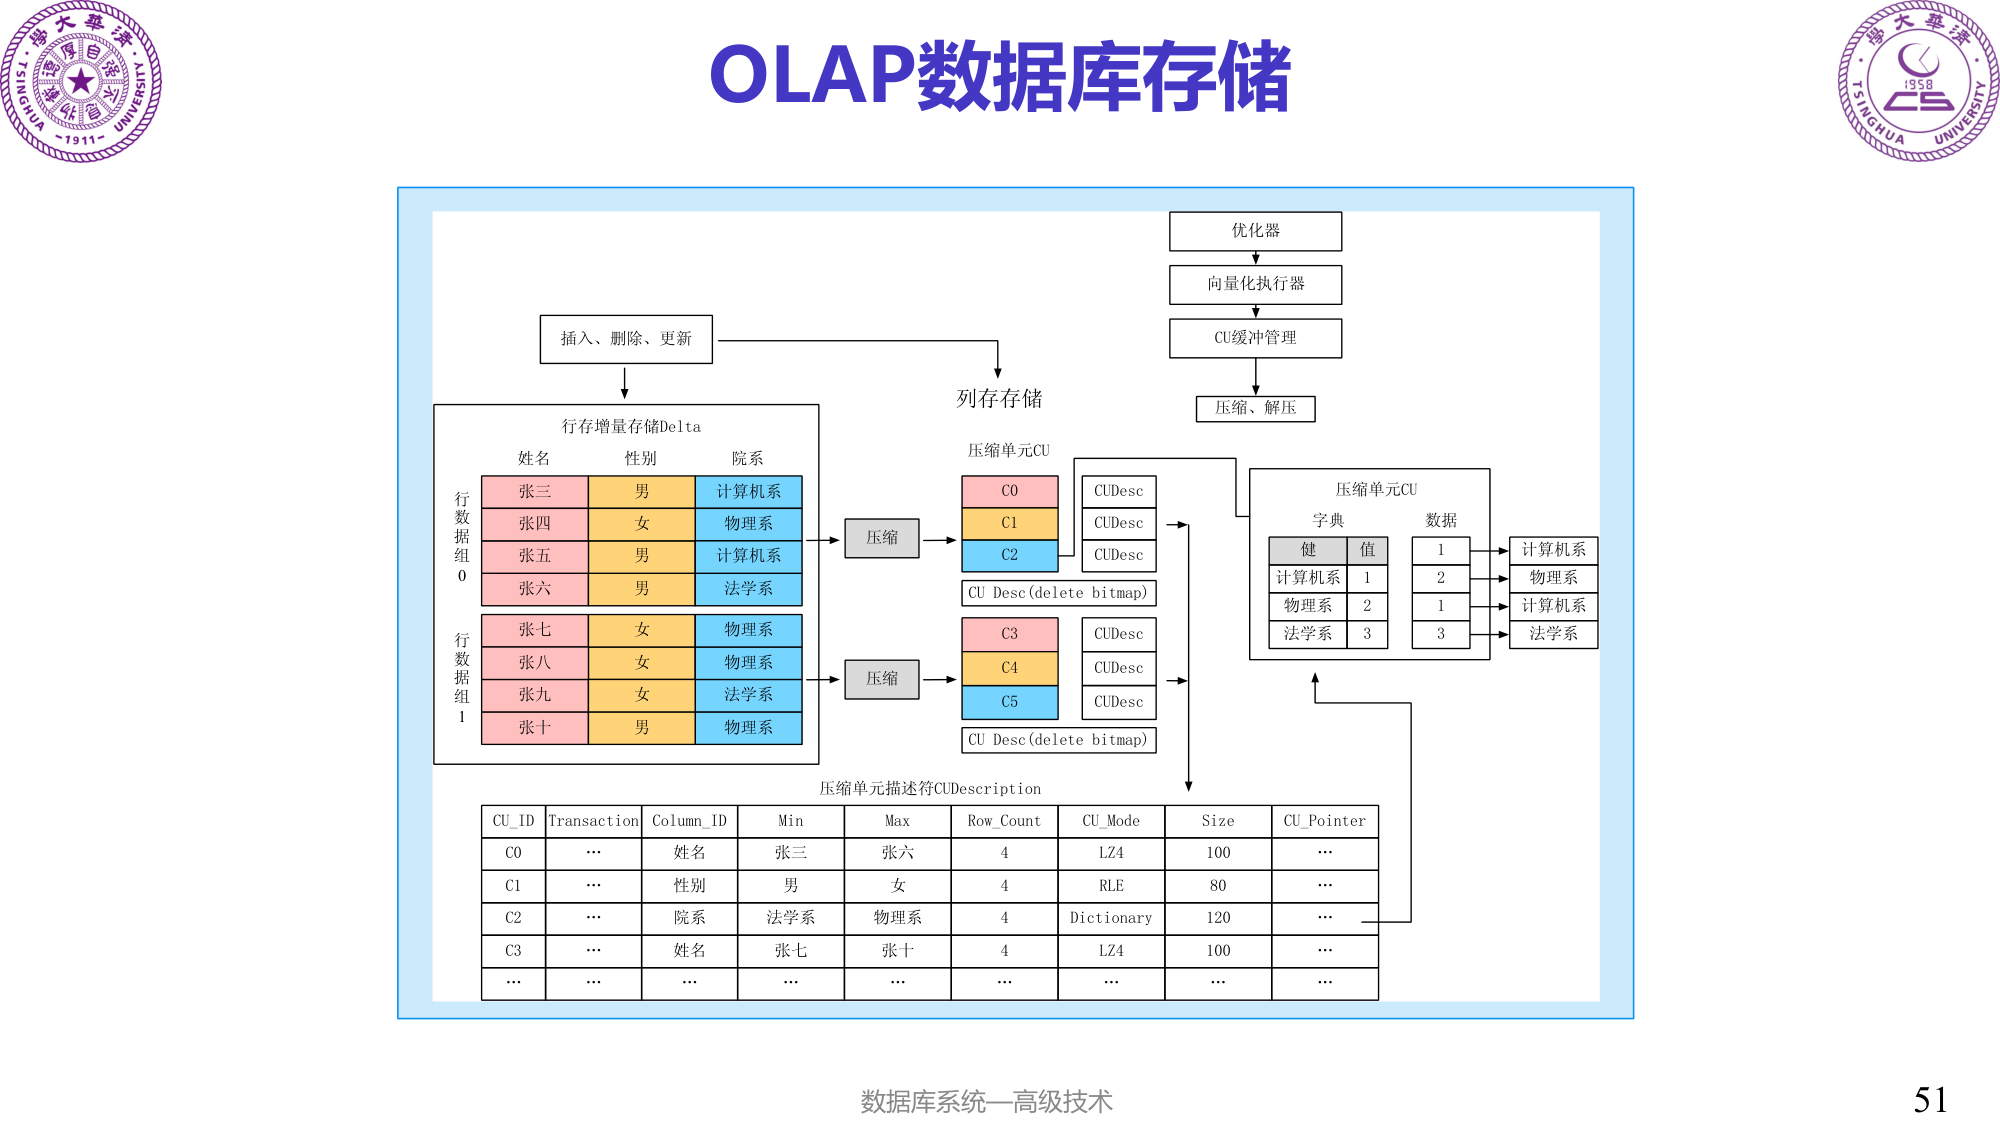 OLAP数据库存储
優化器
向量化执行器
CU缓冲管理
压缩、解压
插入、删除、更新
列存存储
行存增量存储Delta
姓名 性别 院系
行数据组0
张三 男 计算机系
张四 女 物理系
张五 男 计算机系
张六 男 法学系
行数据组1
张七 女 物理系
张八 女 物理系
张九 女 法学系
张十 男 物理系
压缩
压缩
压缩单元CU
C0 CUDesc
C1 CUDesc
C2 CUDesc
CU Desc(delete bitmap)
C3 CUDesc
C4 CUDesc
C5 CUDesc
CU Desc(delete bitmap)
压缩单元CU
字典 数据
健 值 1 计算机系
计算机系 1 2 物理系
物理系 2 1 计算机系
法学系 3 3 法学系
压缩单元描述符CUDescription
CU_ID Transaction Column_ID Min Max Row_Count CU_Mode Size CU_Pointer
C0 … 姓名 张三 张六 4 LZ4 100 …
C1 … 性别 男 女 4 RLE 80 …
C2 … 院系 法学系 物理系 4 Dictionary 120 …
C3 … 姓名 张七 张十 4 LZ4 100 …
… … … … … … … … …
数据库系统—高级技术
51
TSINGHUA UNIVERSITY
-1911-
TSINGHUA UNIVERSITY
1958